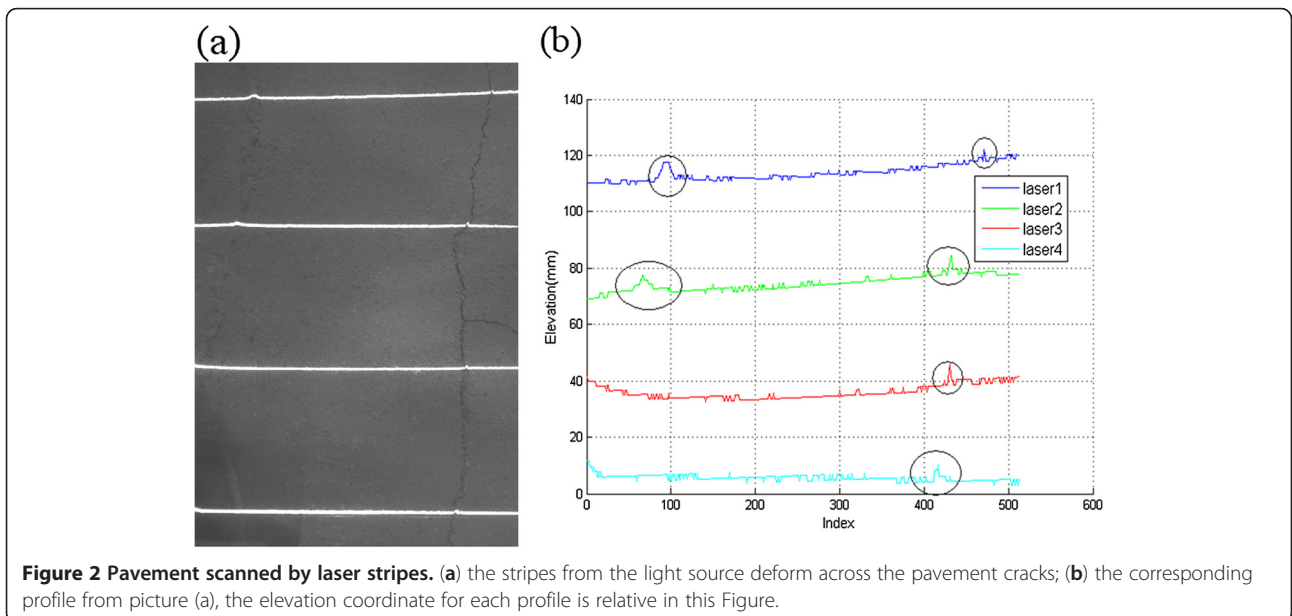 (a)
(b)
140
120
100
80
60
40
20
0
Elevation(mm)
laser1
laser2
laser3
laser4
0 100 200 300 400 500 600
Index
Figure 2 Pavement scanned by laser stripes. (a) the stripes from the light source deform across the pavement cracks; (b) the corresponding
profile from picture (a), the elevation coordinate for each profile is relative in this Figure.